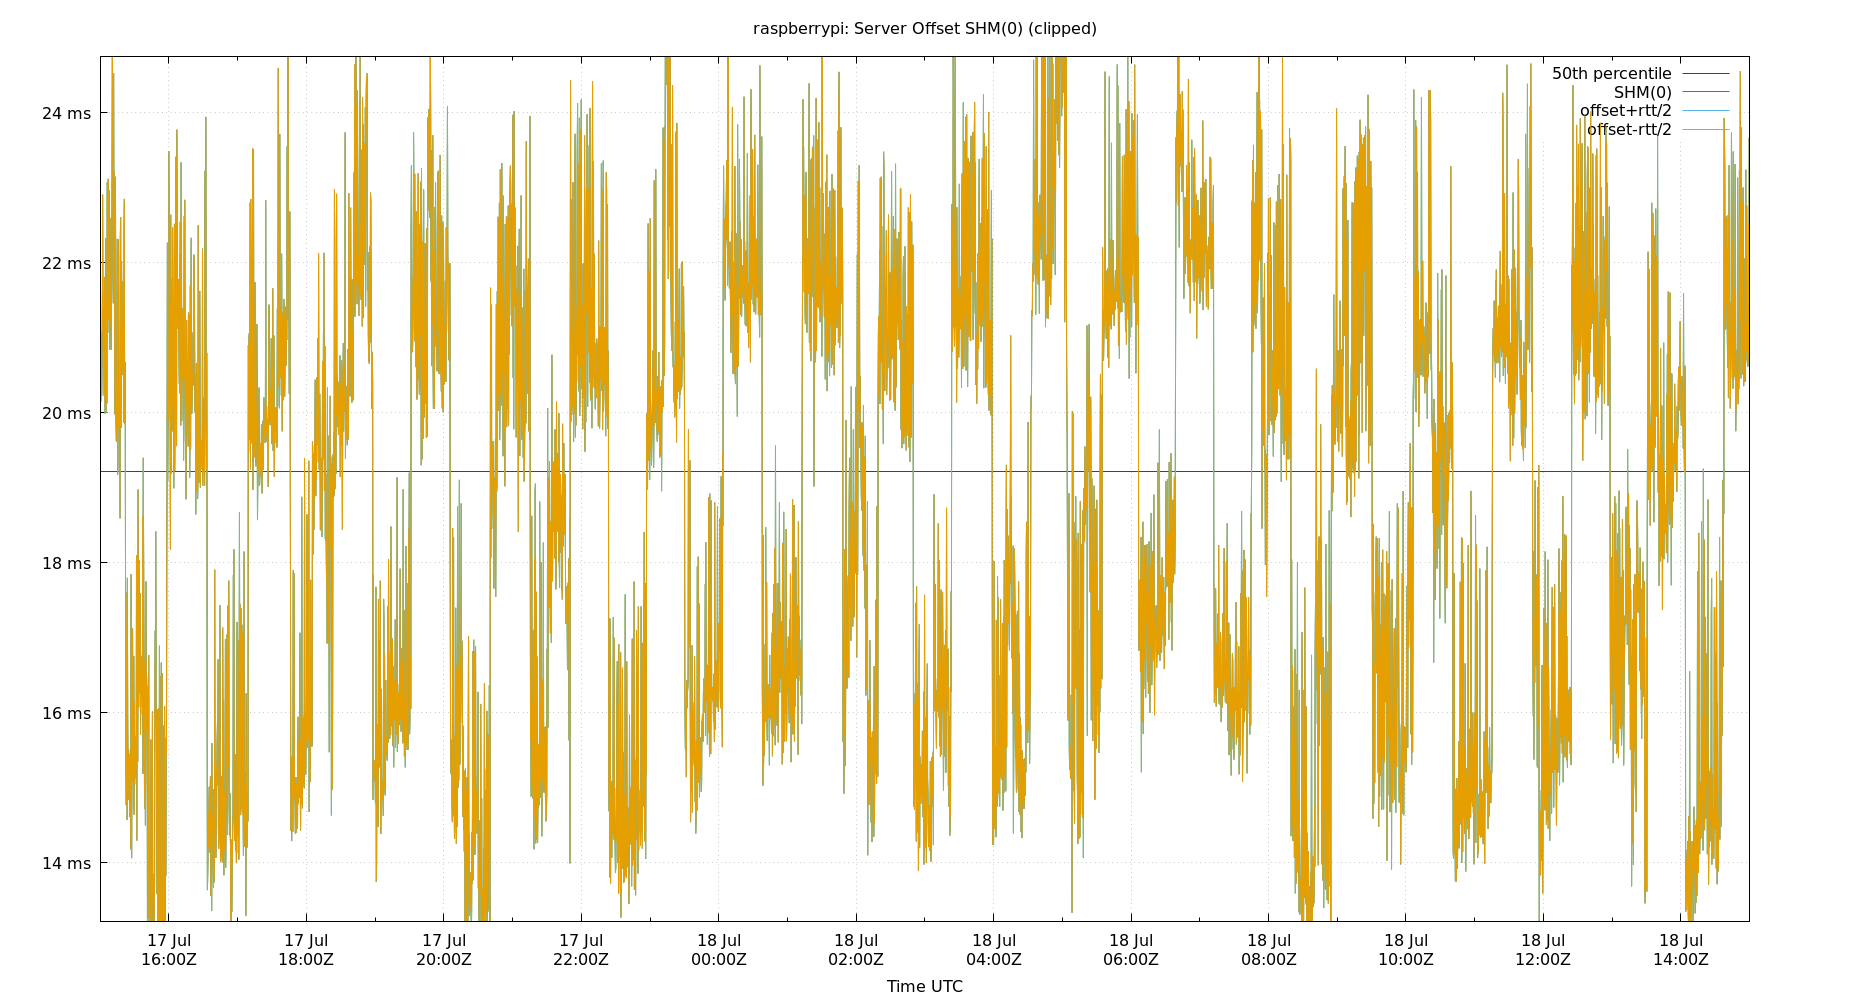 raspberrypi: Server Offset SHM(0) (clipped)
50th percentile
SHM(0)
offset+rtt/2
offset-rtt/2
24 ms
22 ms
20 ms
18 ms
16 ms
14 ms
17 Jul 17 Jul 17 Jul 17 Jul 18 Jul 18 Jul 18 Jul 18 Jul 18 Jul 18 Jul 18 Jul 18 Jul
16:00Z 18:00Z 20:00Z 22:00Z 00:00Z 02:00Z 04:00Z 06:00Z 08:00Z 10:00Z 12:00Z 14:00Z
Time UTC